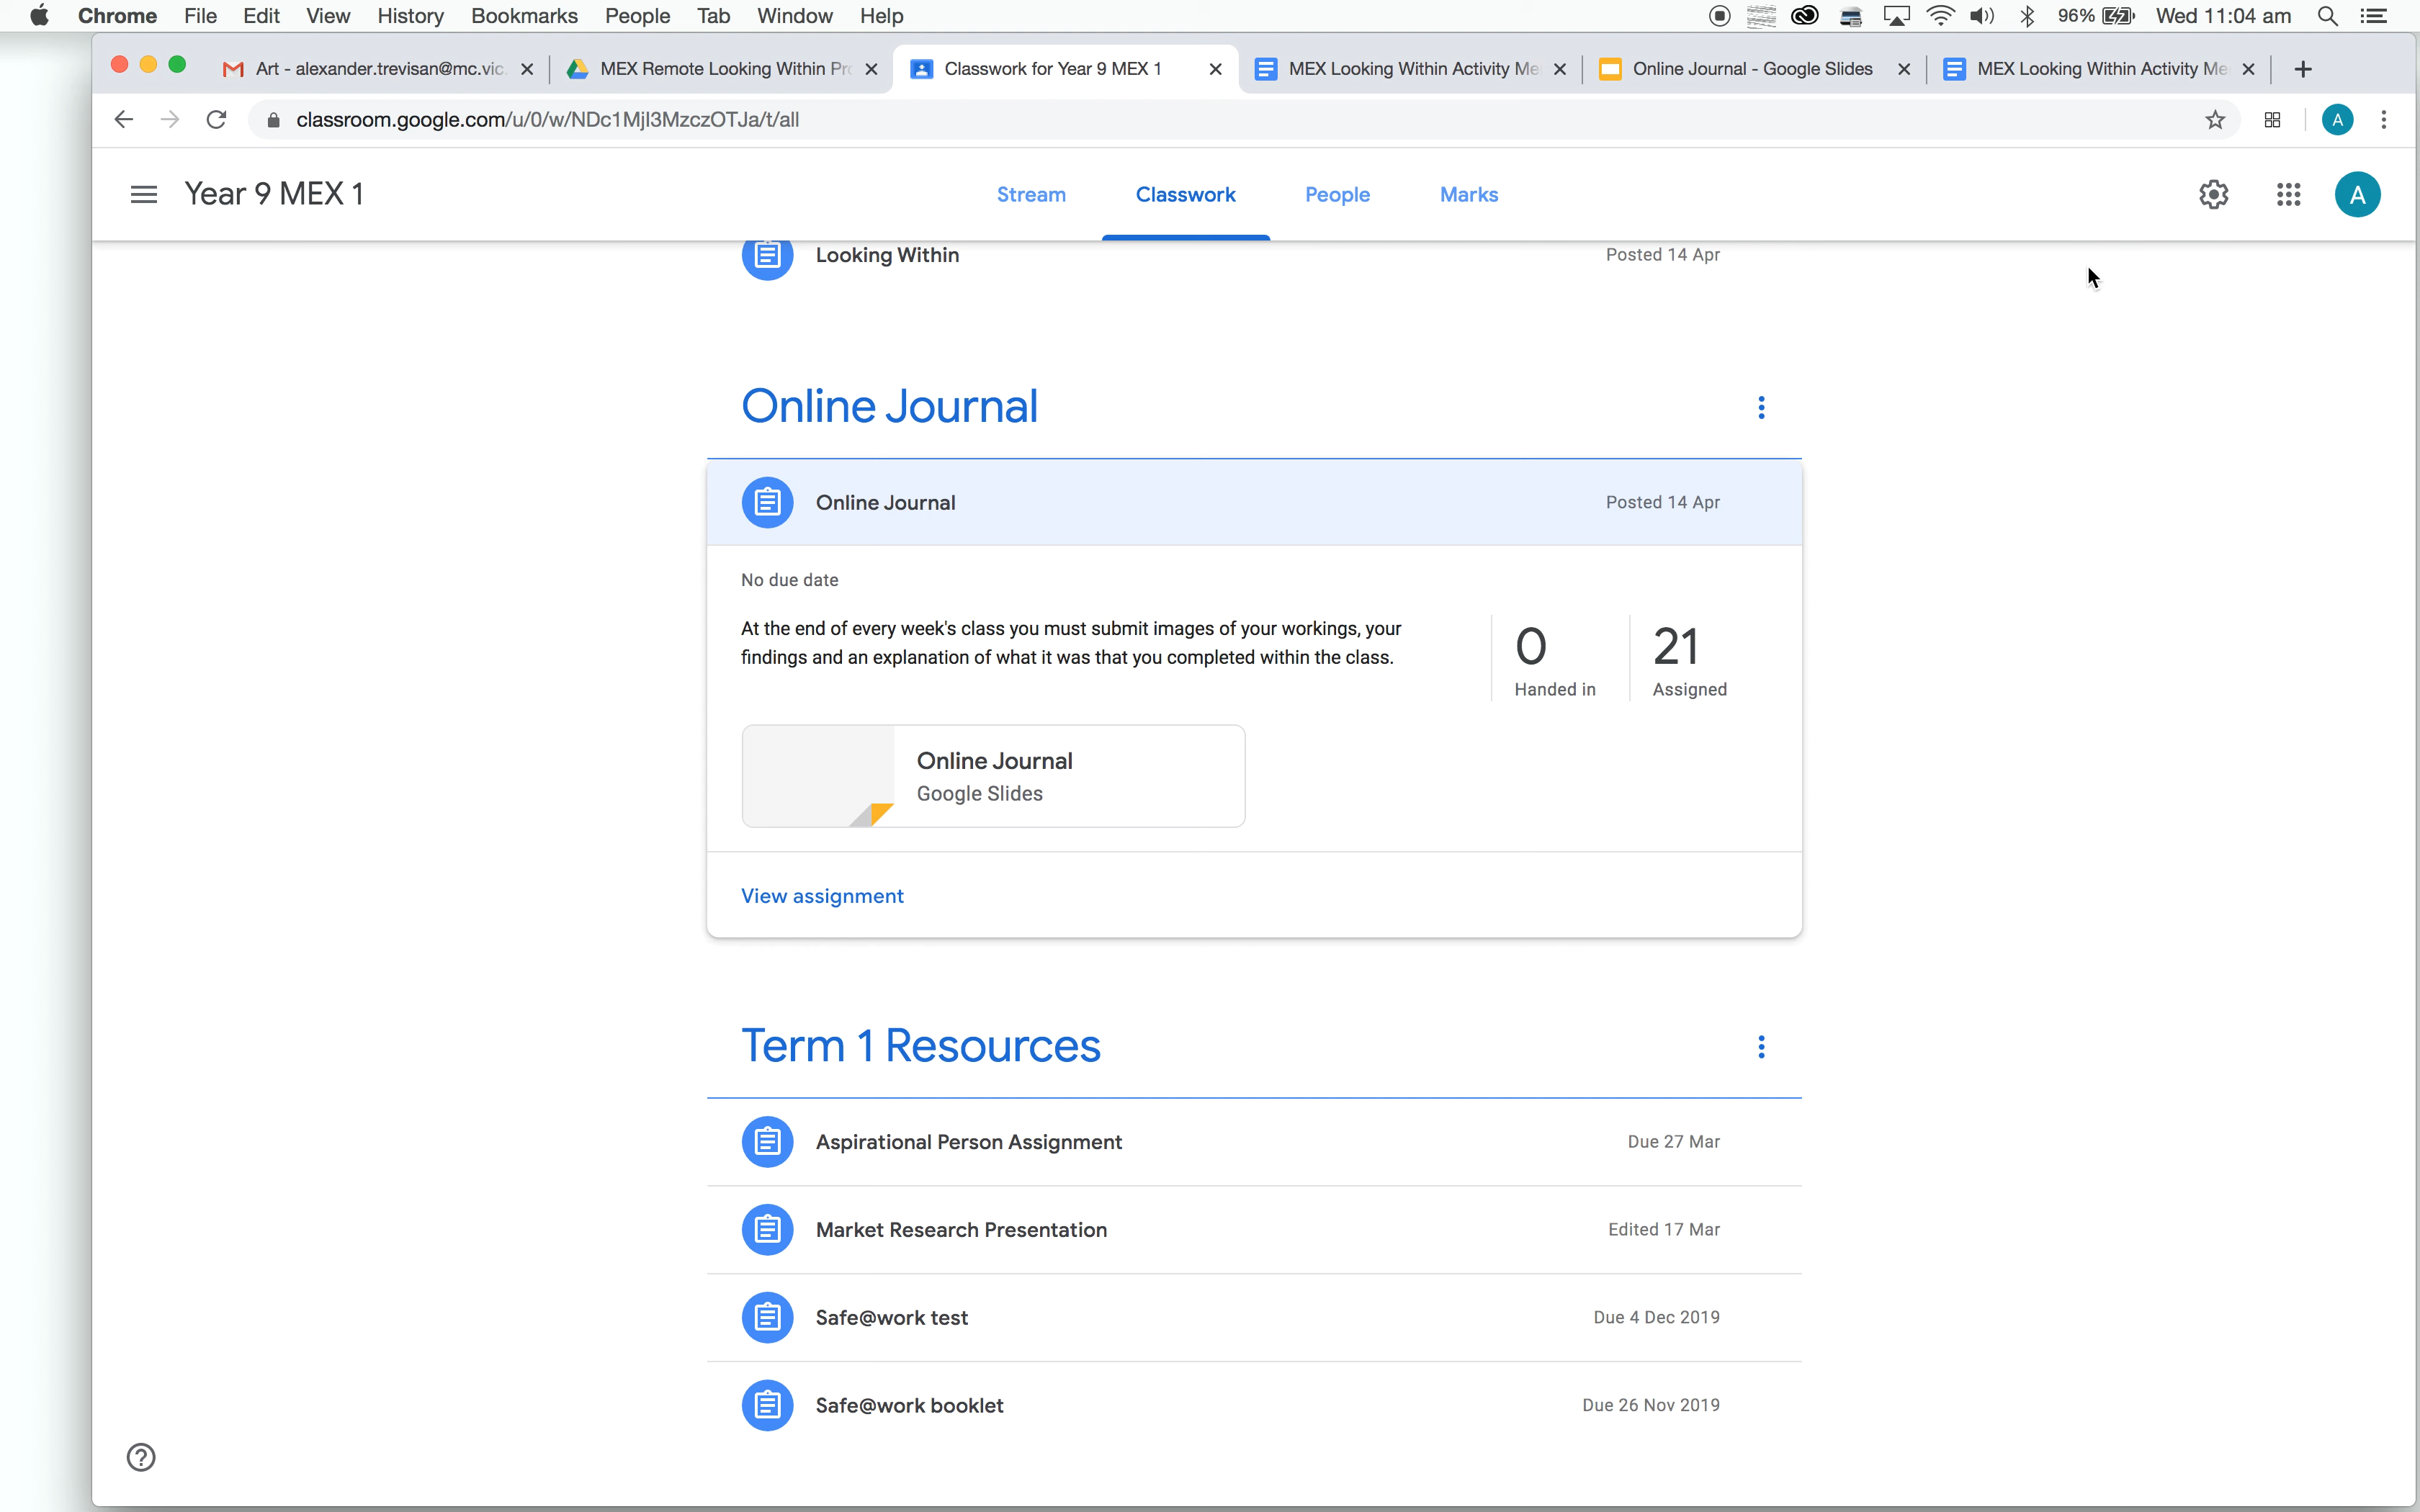 Chrome File Edit View History Bookmarks People Tab Window Help 96% Wed 11:04 am
Art - alexander.trevisan@mc.vic. MEX Remote Looking Within Pro Classwork for Year 9 MEX 1 MEX Looking Within Activity Me Online Journal - Google Slides MEX Looking Within Activity Me
classroom.google.com/u/0/w/NDc1MjI3MzczOTJa/t/all A
Year 9 MEX 1 Stream Classwork People Marks A
Looking Within Posted 14 Apr
Online Journal
Online Journal Posted 14 Apr
No due date
At the end of every week's class you must submit images of your workings, your
findings and an explanation of what it was that you completed within the class.
0 21
Handed in Assigned
Online Journal
Google Slides
View assignment
Term 1 Resources
Aspirational Person Assignment Due 27 Mar
Market Research Presentation Edited 17 Mar
Safe@work test Due 4 Dec 2019
Safe@work booklet Due 26 Nov 2019